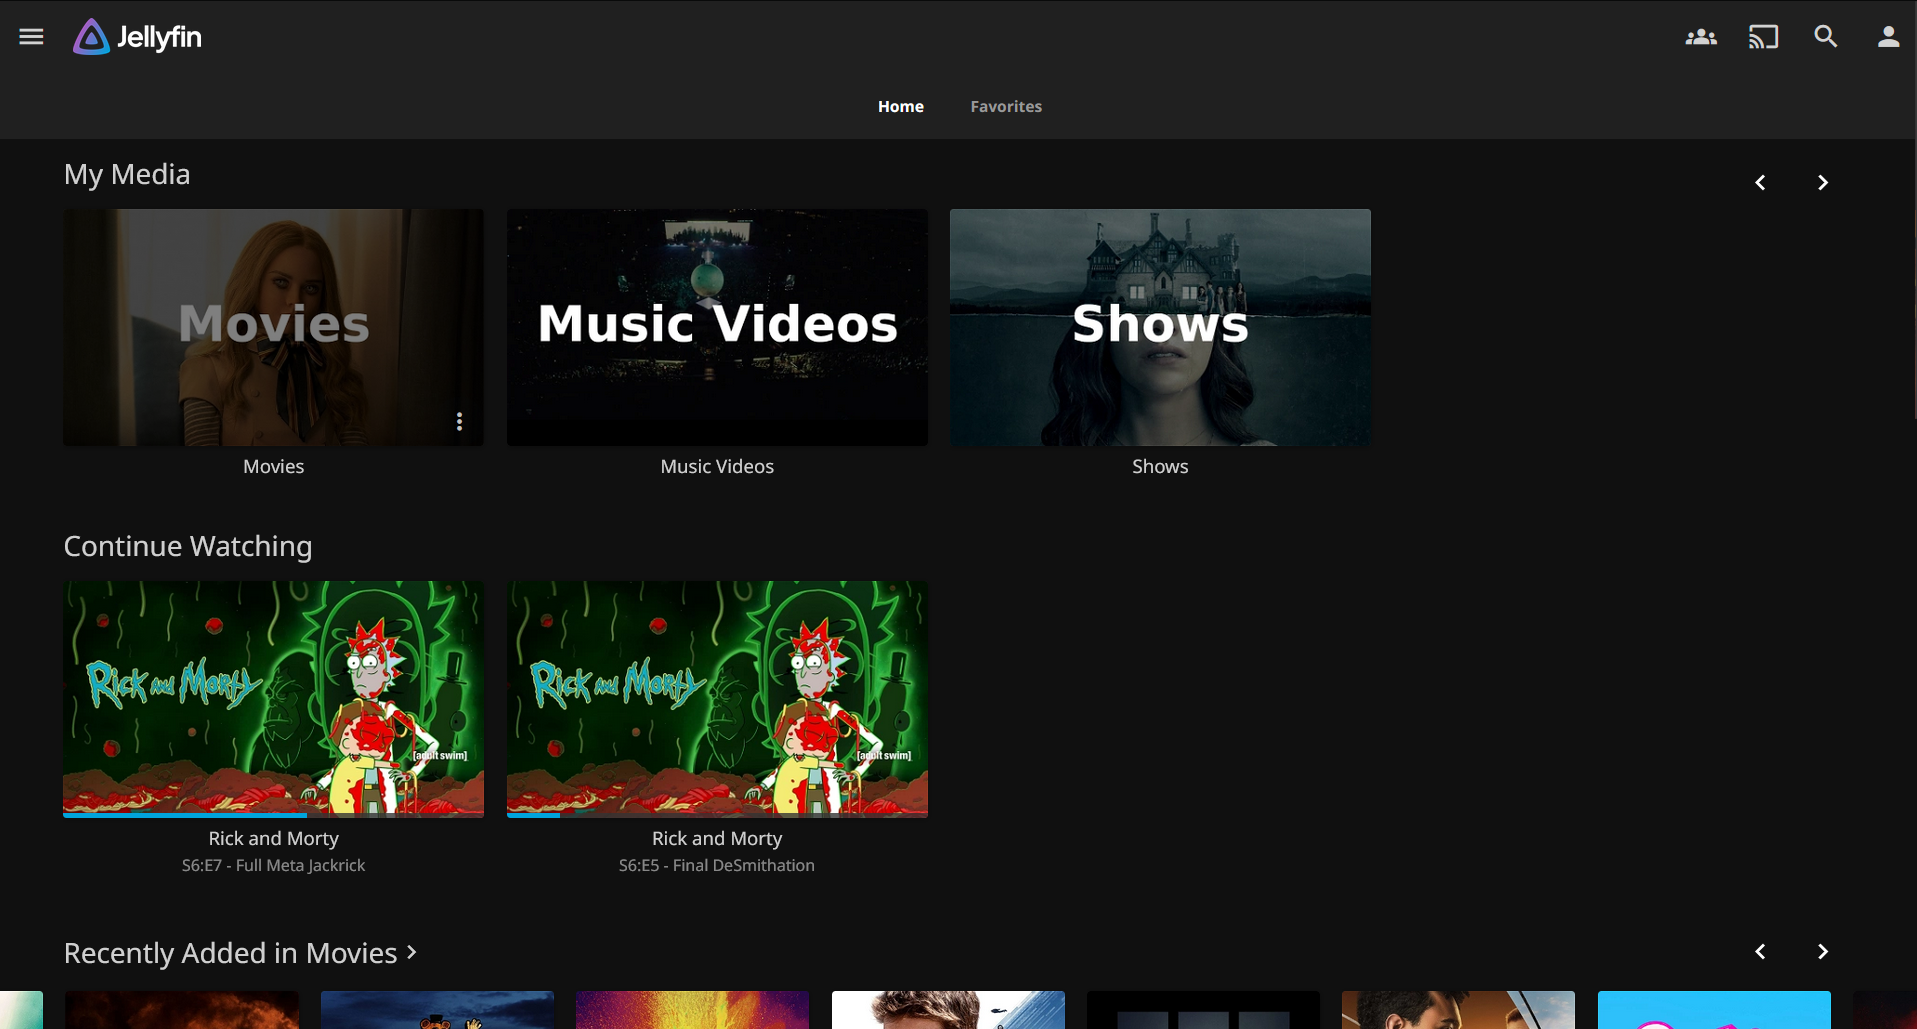 Jellyfin
Home
Favorites
My Media
Movies
Music Videos
Shows
Movies
Music Videos
Shows
Continue Watching
Rick and Morty
[adult swim]
Rick and Morty
[adult swim]
Rick and Morty
S6:E7 - Full Meta Jackrick
Rick and Morty
S6:E5 - Final DeSmithation
Recently Added in Movies